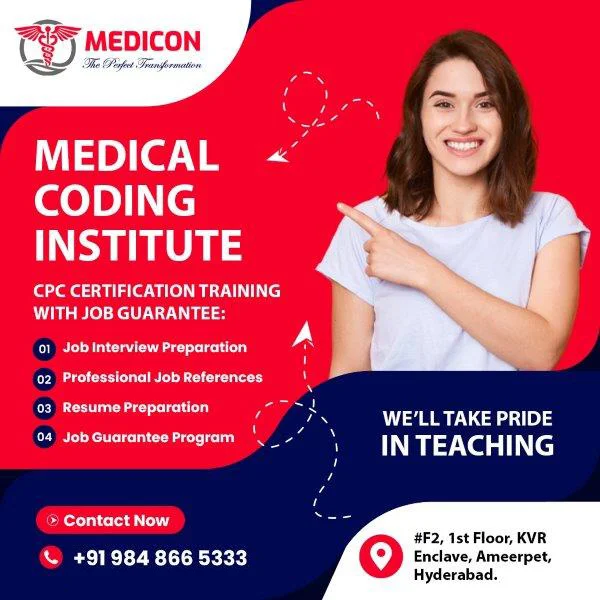 MEDICON
The Perfect Transformation
MEDICAL
CODING
INSTITUTE
CPC CERTIFICATION TRAINING
WITH JOB GUARANTEE:
01 Job Interview Preparation
02 Professional Job References
03 Resume Preparation
04 Job Guarantee Program
WE'LL TAKE PRIDE
IN TEACHING
Contact Now
+91 984 866 5333
#F2, 1st Floor, KVR
Enclave, Ameerpet,
Hyderabad.